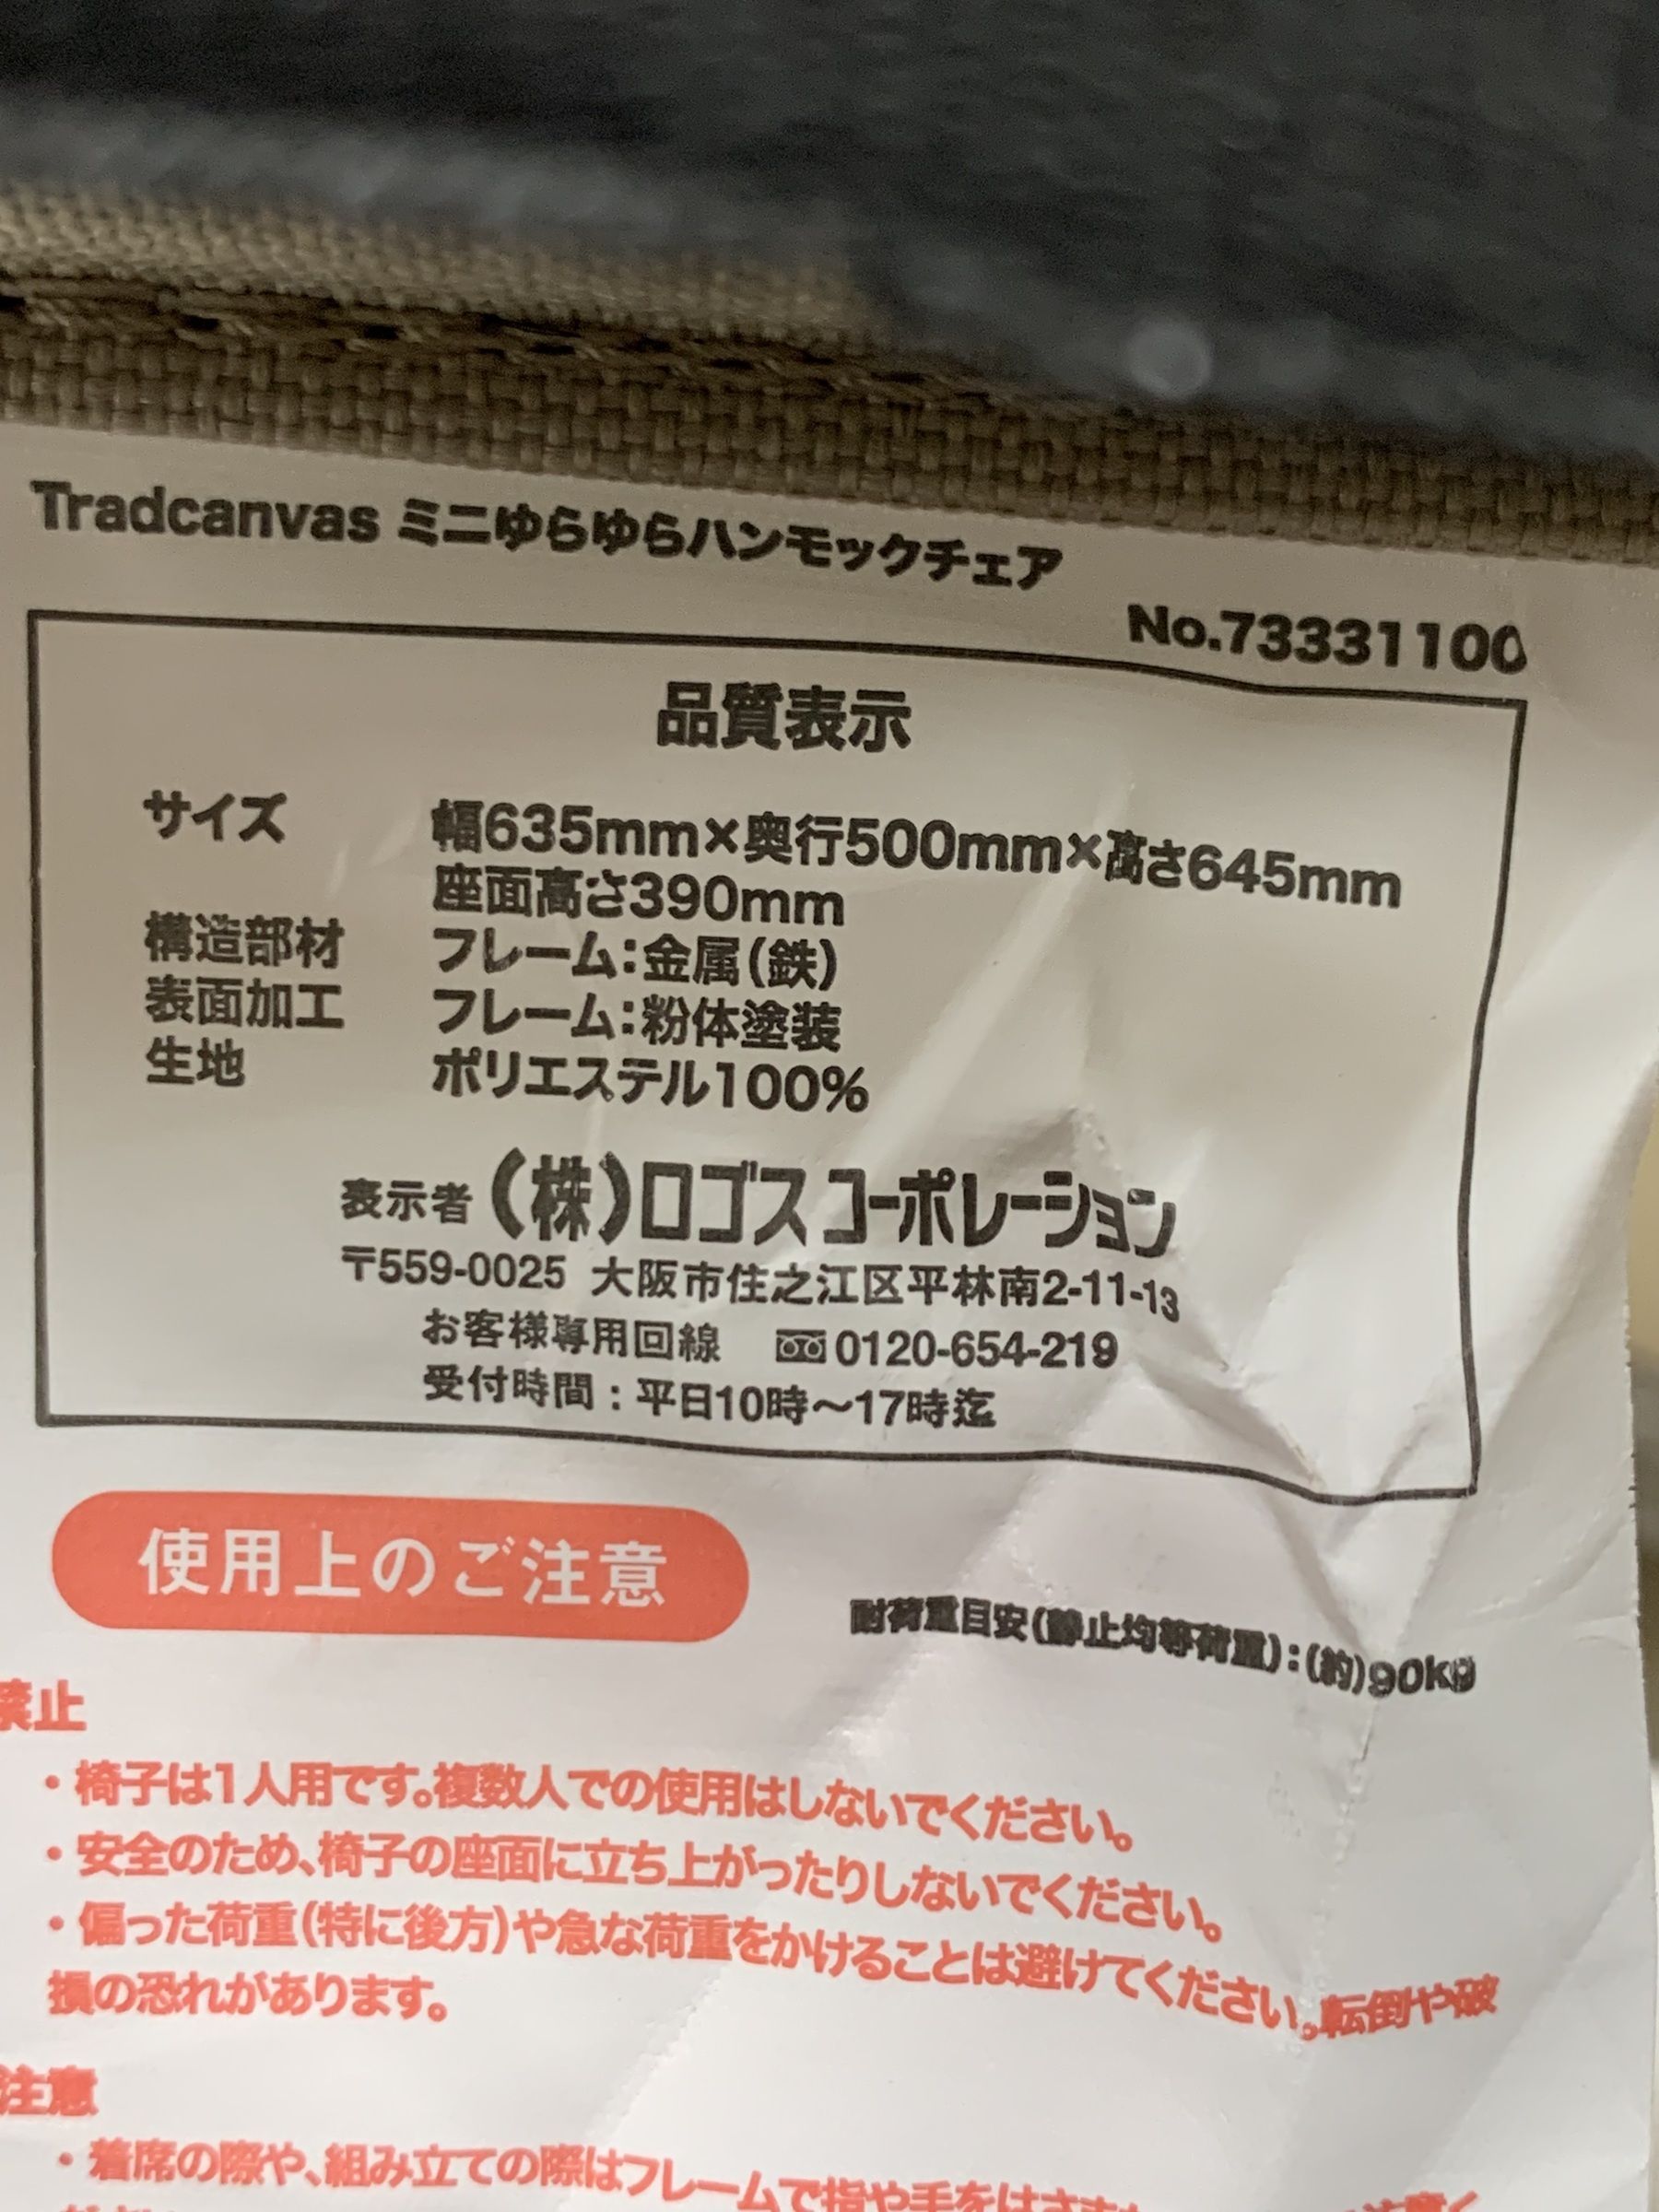 Tradcanvas ミニゆらゆらハンモックチェア
No.73331100
品質表示
サイズ 幅635mm×奥行500mm×高さ645mm
座面高さ390mm
構造部材 フレーム：金属（鉄）
表面加工 フレーム：粉体塗装
生地 ポリエステル100%
表示者 （株）ロゴス コーポレーション
〒559-0025 大阪市住之江区平林南2-11-13
お客様専用回線 0120-654-219
受付時間：平日10時～17時迄
使用上のご注意
耐荷重目安（静止均等荷重）：（約）90kg
禁止
・椅子は1人用です。複数人での使用はしないでください。
・安全のため、椅子の座面に立ち上がったりしないでください。
・偏った荷重（特に後方）や急な荷重をかけることは避けてください。転倒や破
損の恐れがあります。
注意
・着席の際や、組み立ての際はフレームで指や手をはさま